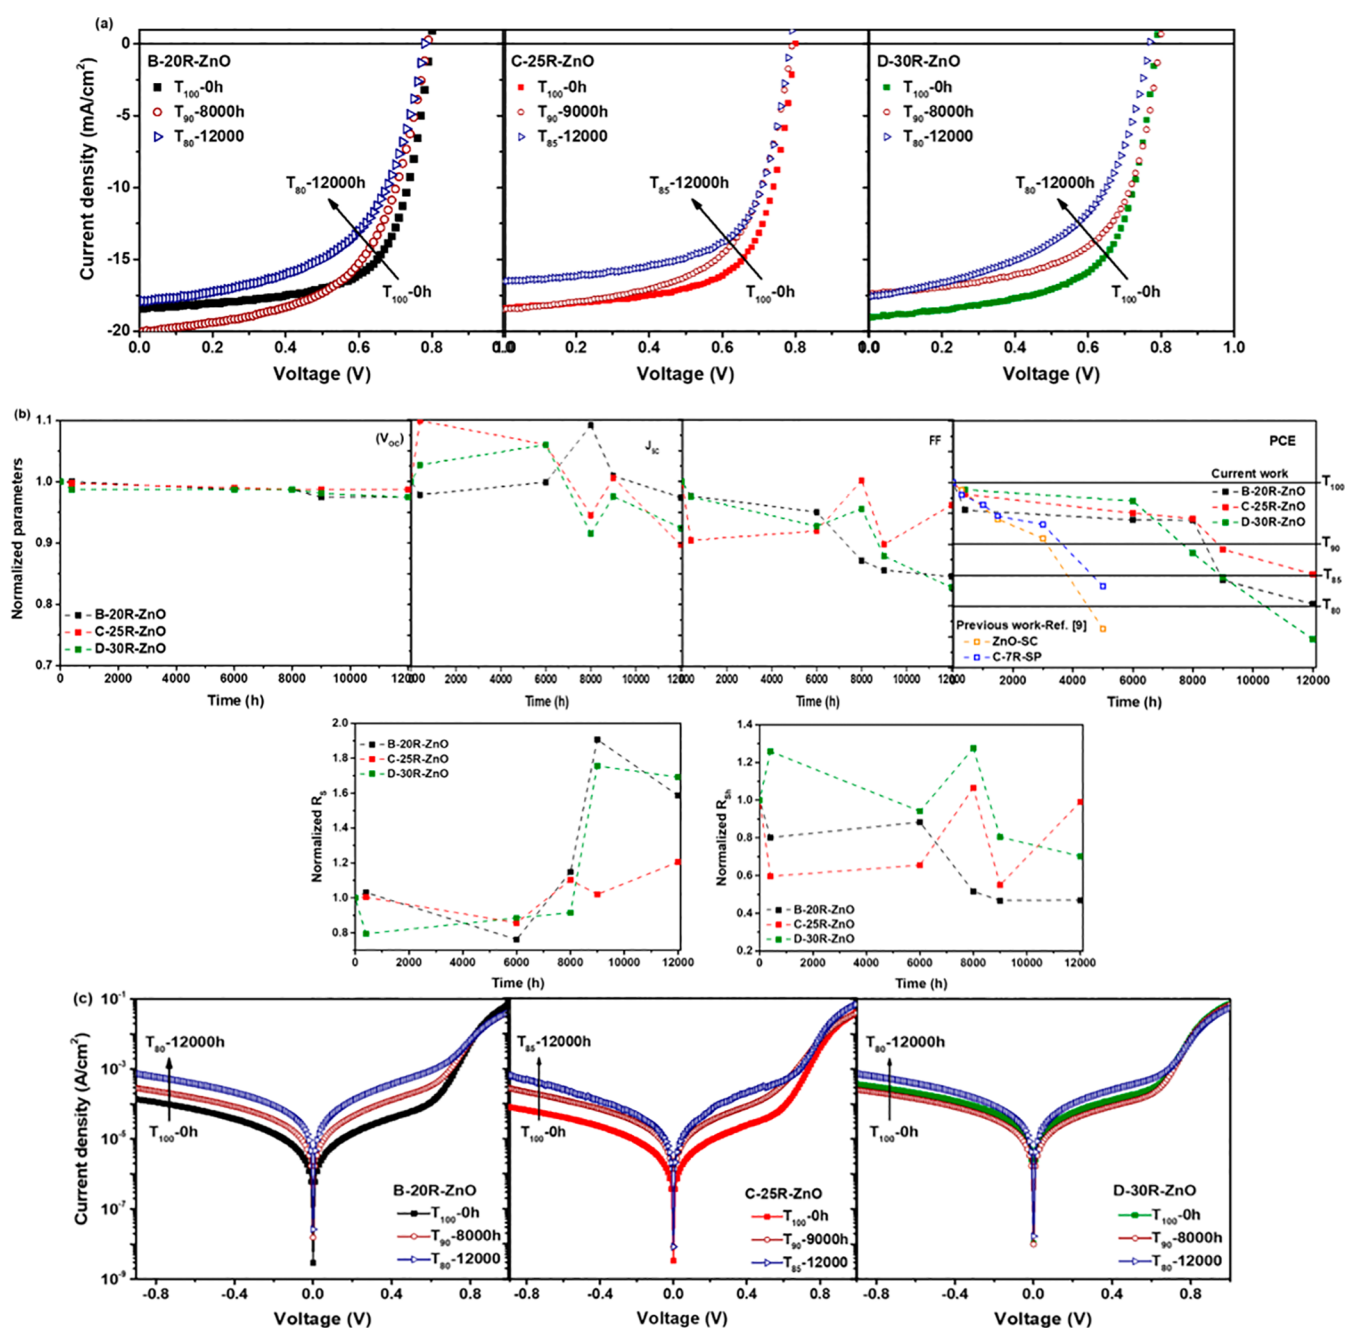 (a)
B-20R-ZnO
T100-0h
T90-8000h
T80-12000
T80-12000h
T100-0h
C-25R-ZnO
T100-0h
T90-9000h
T85-12000
T85-12000h
T100-0h
D-30R-ZnO
T100-0h
T90-8000h
T80-12000
T80-12000h
T100-0h
Current density (mA/cm2)
0
-5
-10
-15
-20
0.0 0.2 0.4 0.6 0.8
0.2 0.4 0.6 0.8
0.2 0.4 0.6 0.8 1.0
Voltage (V) Voltage (V) Voltage (V)
(b)
Normalized parameters
1.1
1.0
0.9
0.8
0.7
(VOC)
B-20R-ZnO
C-25R-ZnO
D-30R-ZnO
Jsc
FF
PCE
Current work
B-20R-ZnO
C-25R-ZnO
D-30R-ZnO
T100
T90
T85
T80
Previous work-Ref. [9]
ZnO-SC
C-7R-SP
0 2000 4000 6000 8000 10000
2000 4000 6000 8000 10000
2000 4000 6000 8000 10000
2000 4000 6000 8000 10000 12000
Time (h) Time (h) Time (h) Time (h)
Normalized RS
2.0
1.8
1.6
1.4
1.2
1.0
0.8
B-20R-ZnO
C-25R-ZnO
D-30R-ZnO
0 2000 4000 6000 8000 10000 12000
Time (h)
Normalized RSh
1.4
1.2
1.0
0.8
0.6
0.4
0.2
B-20R-ZnO
C-25R-ZnO
D-30R-ZnO
0 2000 4000 6000 8000 10000 12000
Time (h)
(c)
Current density (A/cm2)
10-1
10-3
10-5
10-7
10-9
T80-12000h
T100-0h
B-20R-ZnO
T100-0h
T90-8000h
T80-12000
T85-12000h
T100-0h
C-25R-ZnO
T100-0h
T90-9000h
T85-12000
T80-12000h
T100-0h
D-30R-ZnO
T100-0h
T90-8000h
T80-12000
-0.8 -0.4 0.0 0.4 0.8
-0.8 -0.4 0.0 0.4 0.8
-0.8 -0.4 0.0 0.4 0.8
Voltage (V) Voltage (V) Voltage (V)